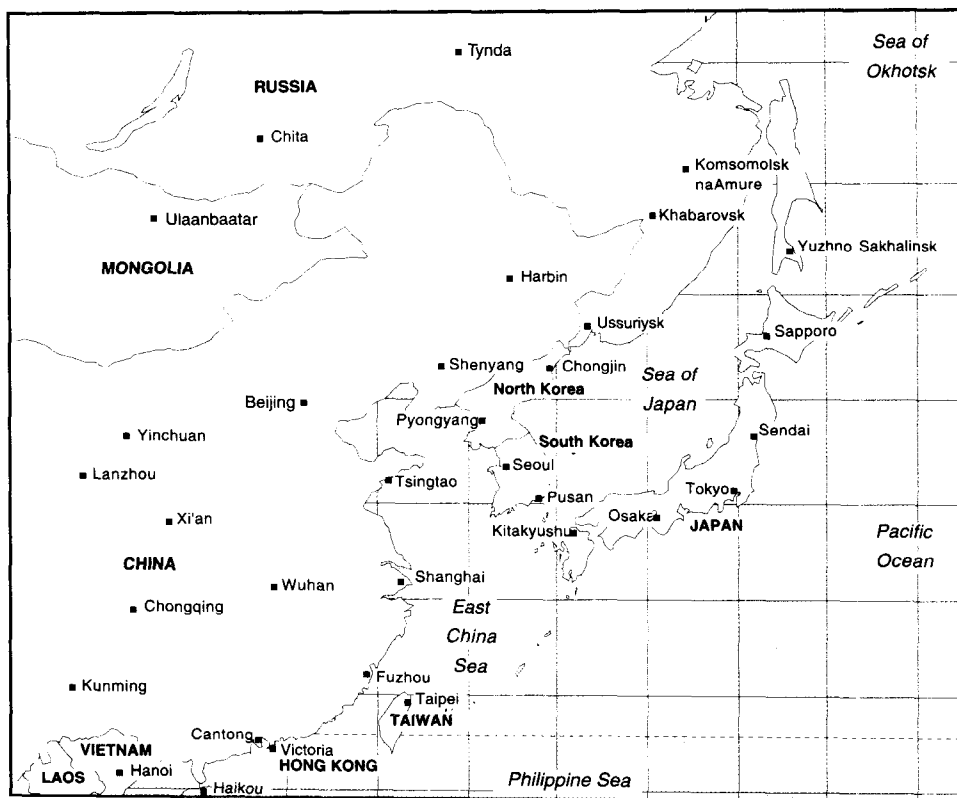 Tynda
Sea of
Okhotsk
RUSSIA
Chita
Komsomolsk
naAmure
Ulaanbaatar
Khabarovsk
Yuzhno Sakhalinsk
MONGOLIA
Harbin
Ussuriysk
Sapporo
Shenyang
Chongjin
Sea of
Japan
North Korea
Beijing
Pyongyang
Yinchuan
South Korea
Sendai
Lanzhou
Seoul
Tsingtao
Tokyo
Pusan
Xi'an
Osaka
JAPAN
Kitakyushu
Pacific
Ocean
CHINA
Wuhan
Shanghai
Chongqing
East
China
Sea
Fuzhou
Kunming
Taipei
TAIWAN
Cantong
VIETNAM
Victoria
HONG KONG
LAOS
Hanoi
Haikou
Philippine Sea